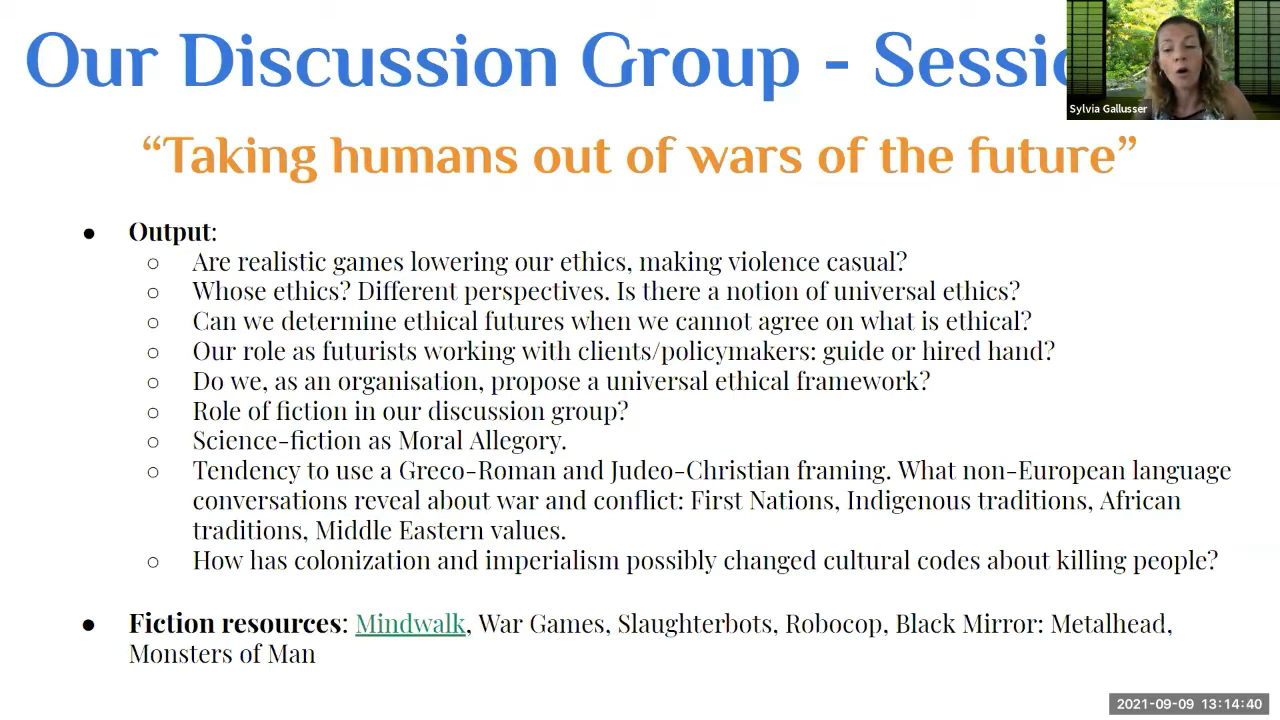 Our Discussion Group - Sessio
Sylvia Gallusser
“Taking humans out of wars of the future”
● Output:
○ Are realistic games lowering our ethics, making violence casual?
○ Whose ethics? Different perspectives. Is there a notion of universal ethics?
○ Can we determine ethical futures when we cannot agree on what is ethical?
○ Our role as futurists working with clients/policymakers: guide or hired hand?
○ Do we, as an organisation, propose a universal ethical framework?
○ Role of fiction in our discussion group?
○ Science-fiction as Moral Allegory.
○ Tendency to use a Greco-Roman and Judeo-Christian framing. What non-European language
conversations reveal about war and conflict: First Nations, Indigenous traditions, African
traditions, Middle Eastern values.
○ How has colonization and imperialism possibly changed cultural codes about killing people?
● Fiction resources: Mindwalk, War Games, Slaughterbots, Robocop, Black Mirror: Metalhead,
Monsters of Man
2021-09-09 13:14:40